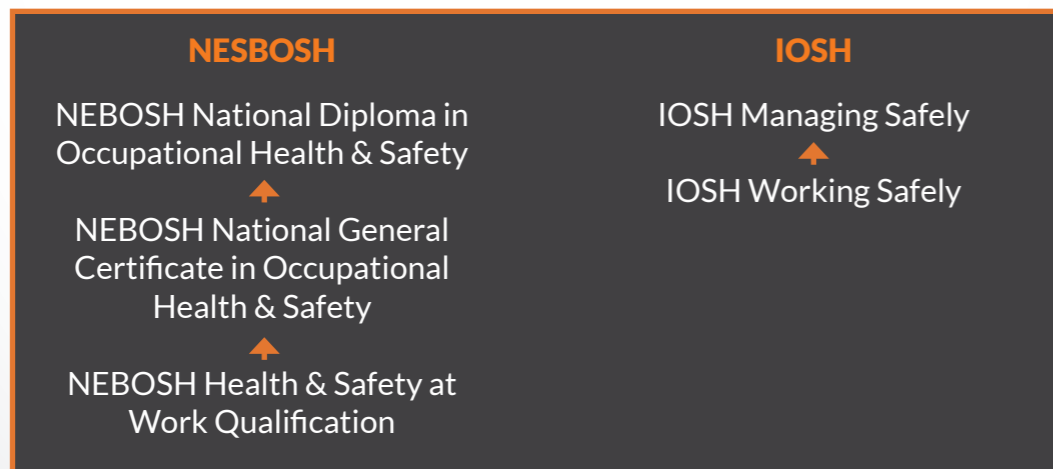 NESBOSH
NEBOSH National Diploma in
Occupational Health & Safety
NEBOSH National General
Certificate in Occupational
Health & Safety
NEBOSH Health & Safety at
Work Qualification
IOSH
IOSH Managing Safely
IOSH Working Safely